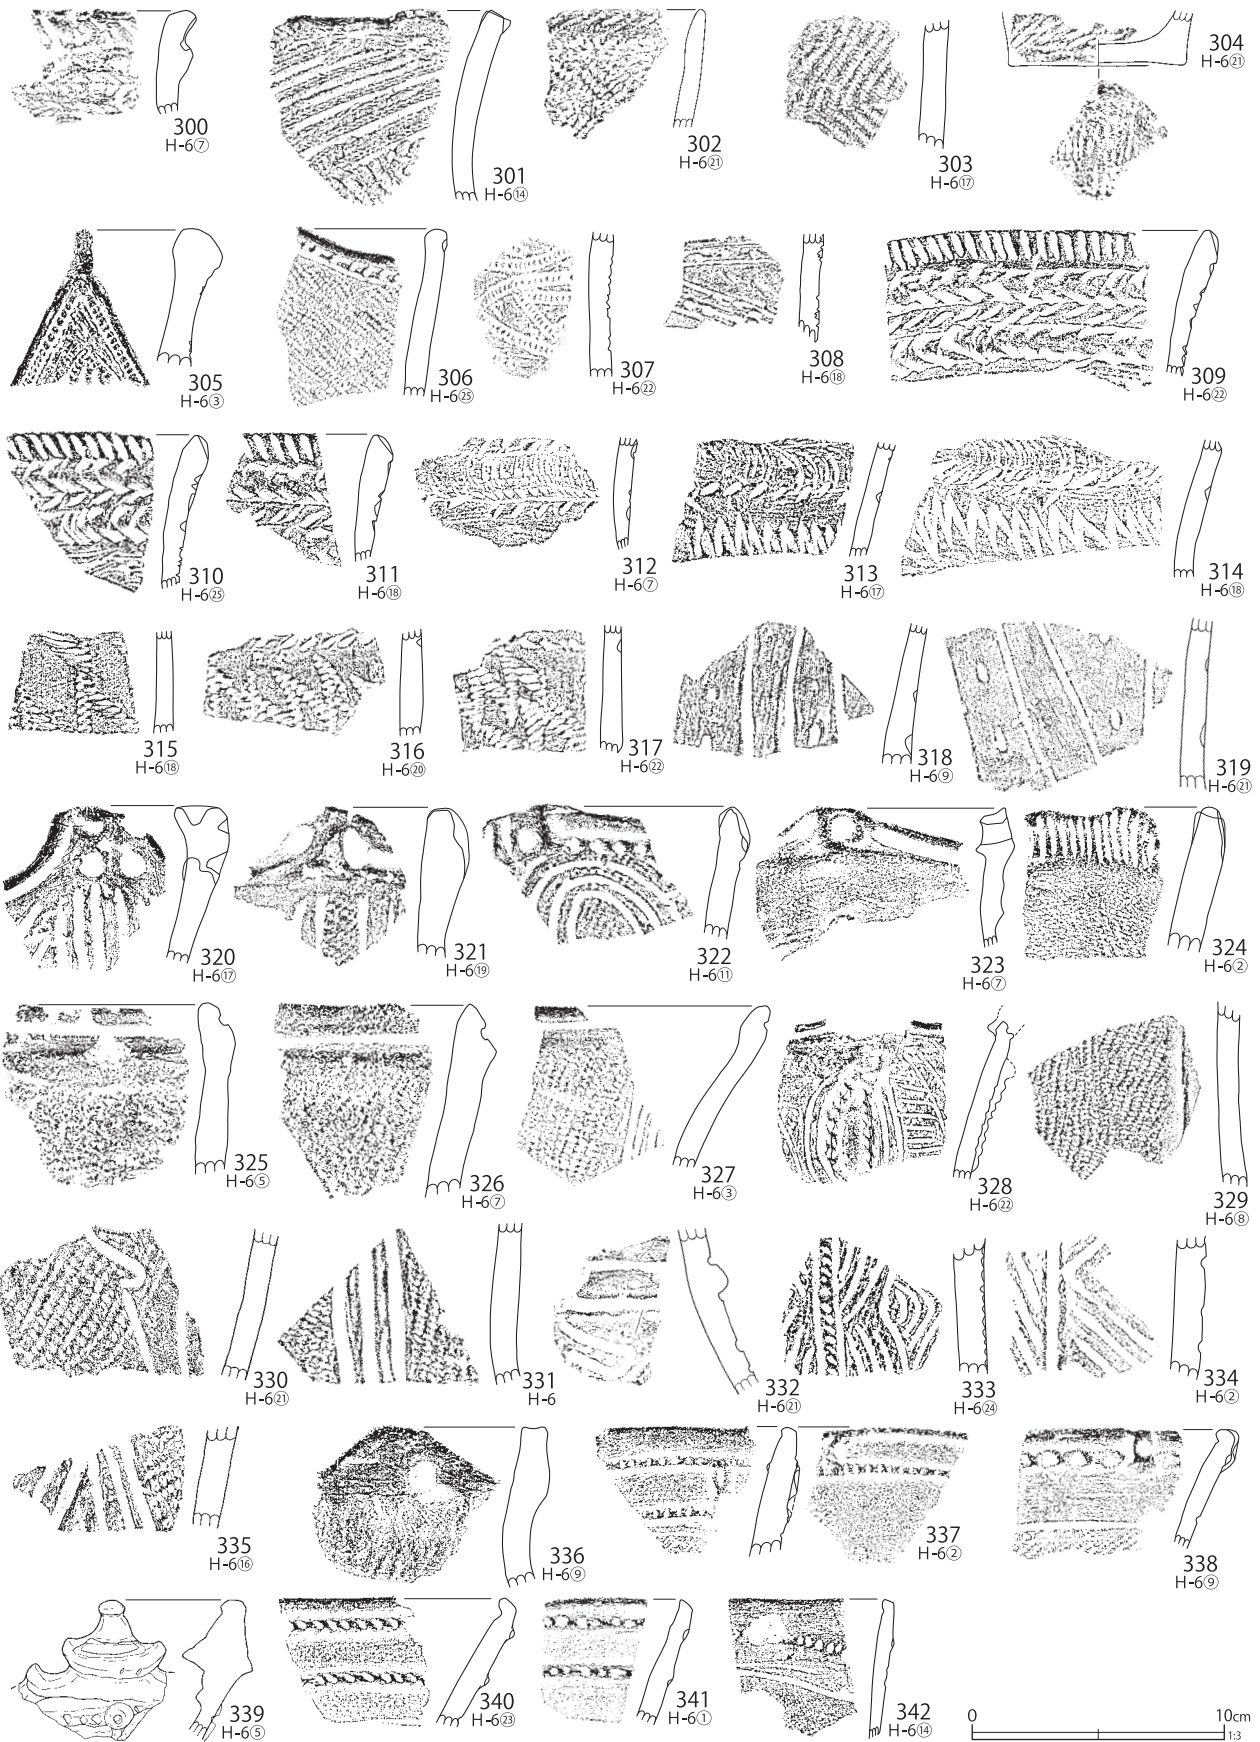 300
H-6⑦
301
H-6⑭
302
H-6㉑
303
H-6⑰
304
H-6㉑
305
H-6③
306
H-6㉕
307
H-6㉒
308
H-6⑱
309
H-6㉒
310
H-6㉕
311
H-6⑱
312
H-6⑦
313
H-6⑰
314
H-6⑱
315
H-6⑱
316
H-6⑳
317
H-6㉒
318
H-6⑨
319
H-6㉑
320
H-6⑰
321
H-6⑲
322
H-6⑪
323
H-6⑦
324
H-6②
325
H-6⑤
326
H-6⑦
327
H-6③
328
H-6㉒
329
H-6⑧
330
H-6㉑
331
H-6
332
H-6㉑
333
H-6㉔
334
H-6②
335
H-6⑯
336
H-6⑨
337
H-6②
338
H-6⑨
339
H-6⑤
340
H-6㉓
341
H-6①
342
H-6⑭
0 10cm
1:3